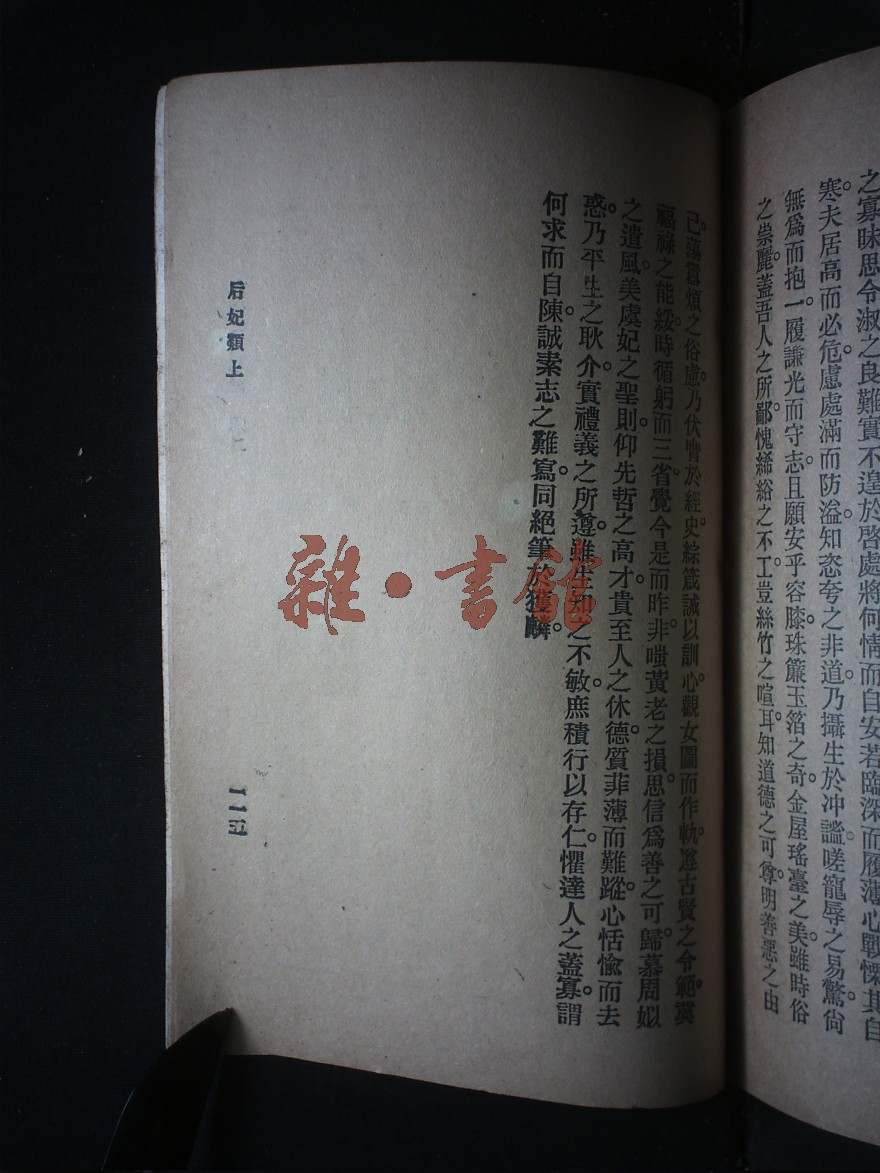 之寡昧思令淑之良難實不遑於啓處將何情而自安若臨深而履薄心戰慄其自
寒。夫居高而必危。慮處滿而防溢。知恣夸之非道。乃攝生於冲謐。嗟寵辱之易驚。尙
無爲而抱一。履謙光而守志。且願安乎容膝。珠簾玉箔之奇。金屋瑤臺之美。雖時俗
之崇麗。蓋吾人之所鄙。愧絺綌之不工。豈絲竹之喧耳。知道德之可尊。明善惡之由
己。蕩囂煩之俗慮。乃伏膺於經史。綜箴誡以訓心。觀女圖而作軌。遵古賢之令範。冀
福祿之能綏。時循躬而三省。覺今是而昨非。嗤黃老之損思。信爲善之可歸。慕周姒
之遺風。美虞妃之聖則。仰先哲之高才。貴至人之休德。質菲薄而難蹤。心恬愉而去
惑。乃平生之耿介。實禮義之所遵。雖生知之不敏。庶積行以存仁。懼達人之蓋寡。謂
何求而自陳。誠素志之難寫。同絕筆於獲麟。
后妃類上
一一五
雜·書館